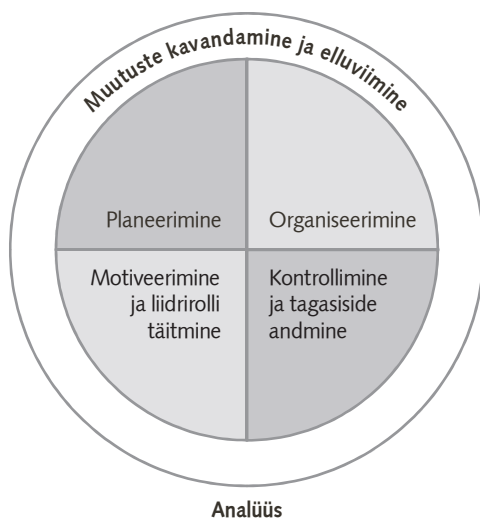 Muutuste kavandamine ja elluviimine
Planeerimine
Organiseerimine
Motiveerimine
ja liidrirolli
täitmine
Kontrollimine
ja tagasiside
andmine
Analüüs